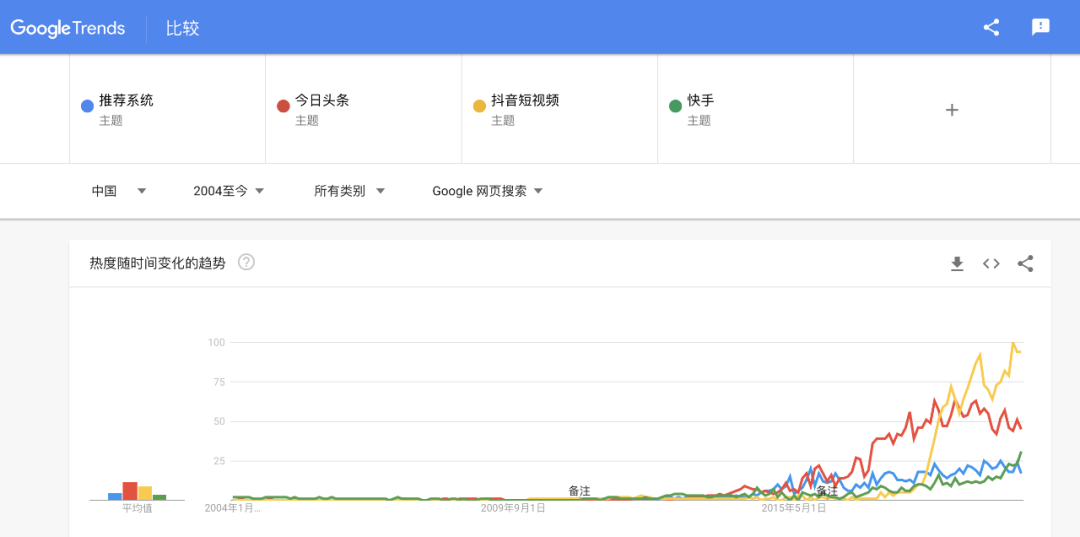 Google Trends 比较
推荐系统
主题
今日头条
主题
抖音短视频
主题
快手
主题
+
中国
2004至今
所有类别
Google 网页搜索
热度随时间变化的趋势 ?
100
75
50
25
备注
备注
平均值
2004年1月...
2009年9月1日
2015年5月1日